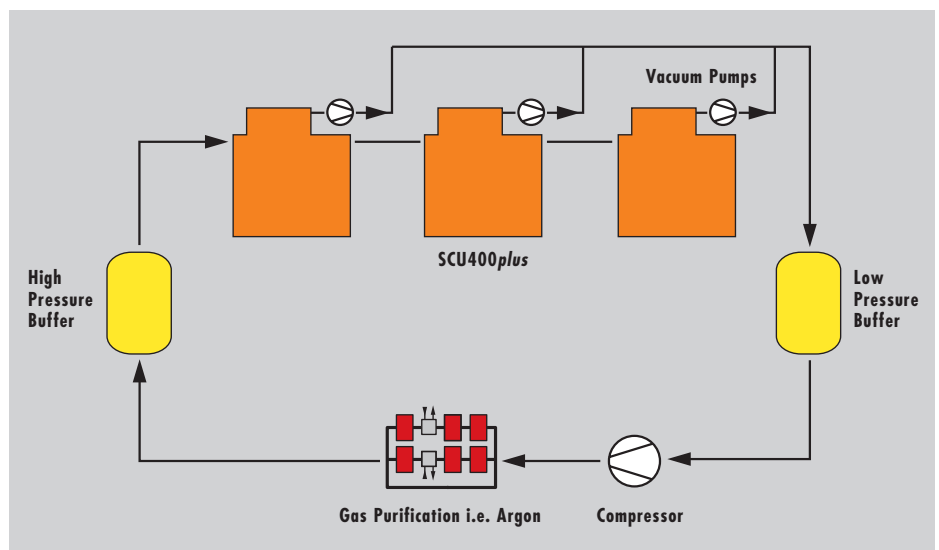 Vacuum Pumps
SCU400plus
High
Pressure
Buffer
Low
Pressure
Buffer
Gas Purification i.e. Argon
Compressor